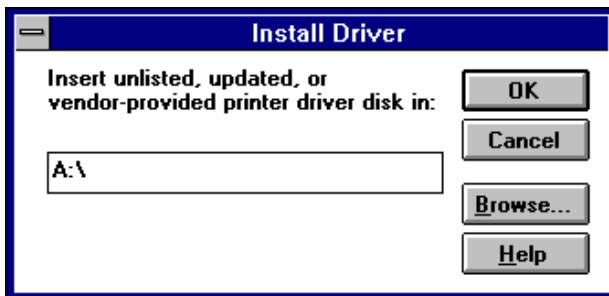 Install Driver
Insert unlisted, updated, or
vendor-provided printer driver disk in:
A:\
OK
Cancel
Browse...
Help